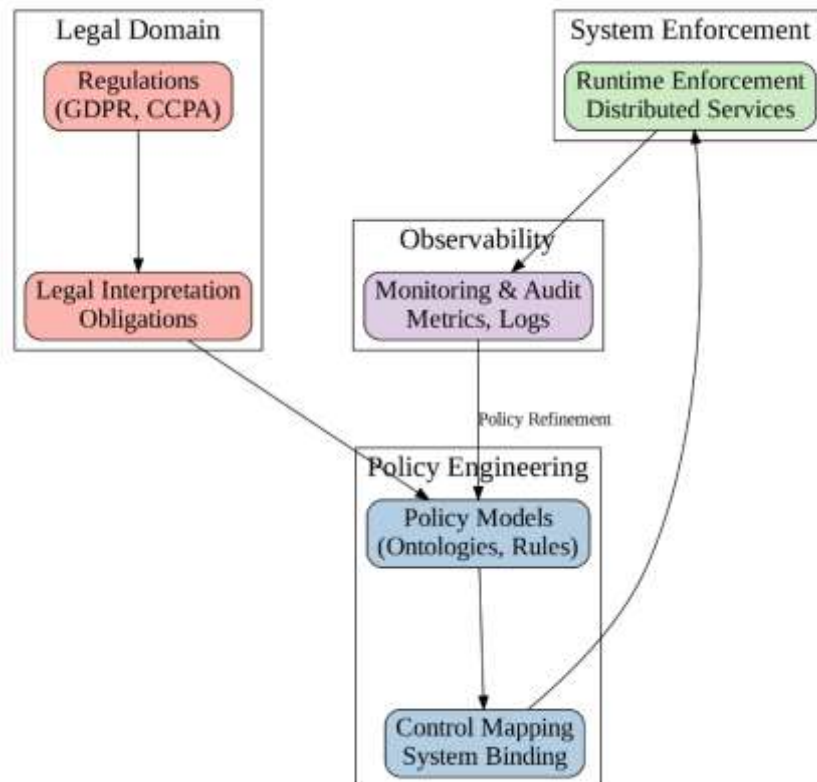 Legal Domain
Regulations
(GDPR, CCPA)
Legal Interpretation
Obligations
System Enforcement
Runtime Enforcement
Distributed Services
Observability
Monitoring & Audit
Metrics, Logs
Policy Refinement
Policy Engineering
Policy Models
(Ontologies, Rules)
Control Mapping
System Binding